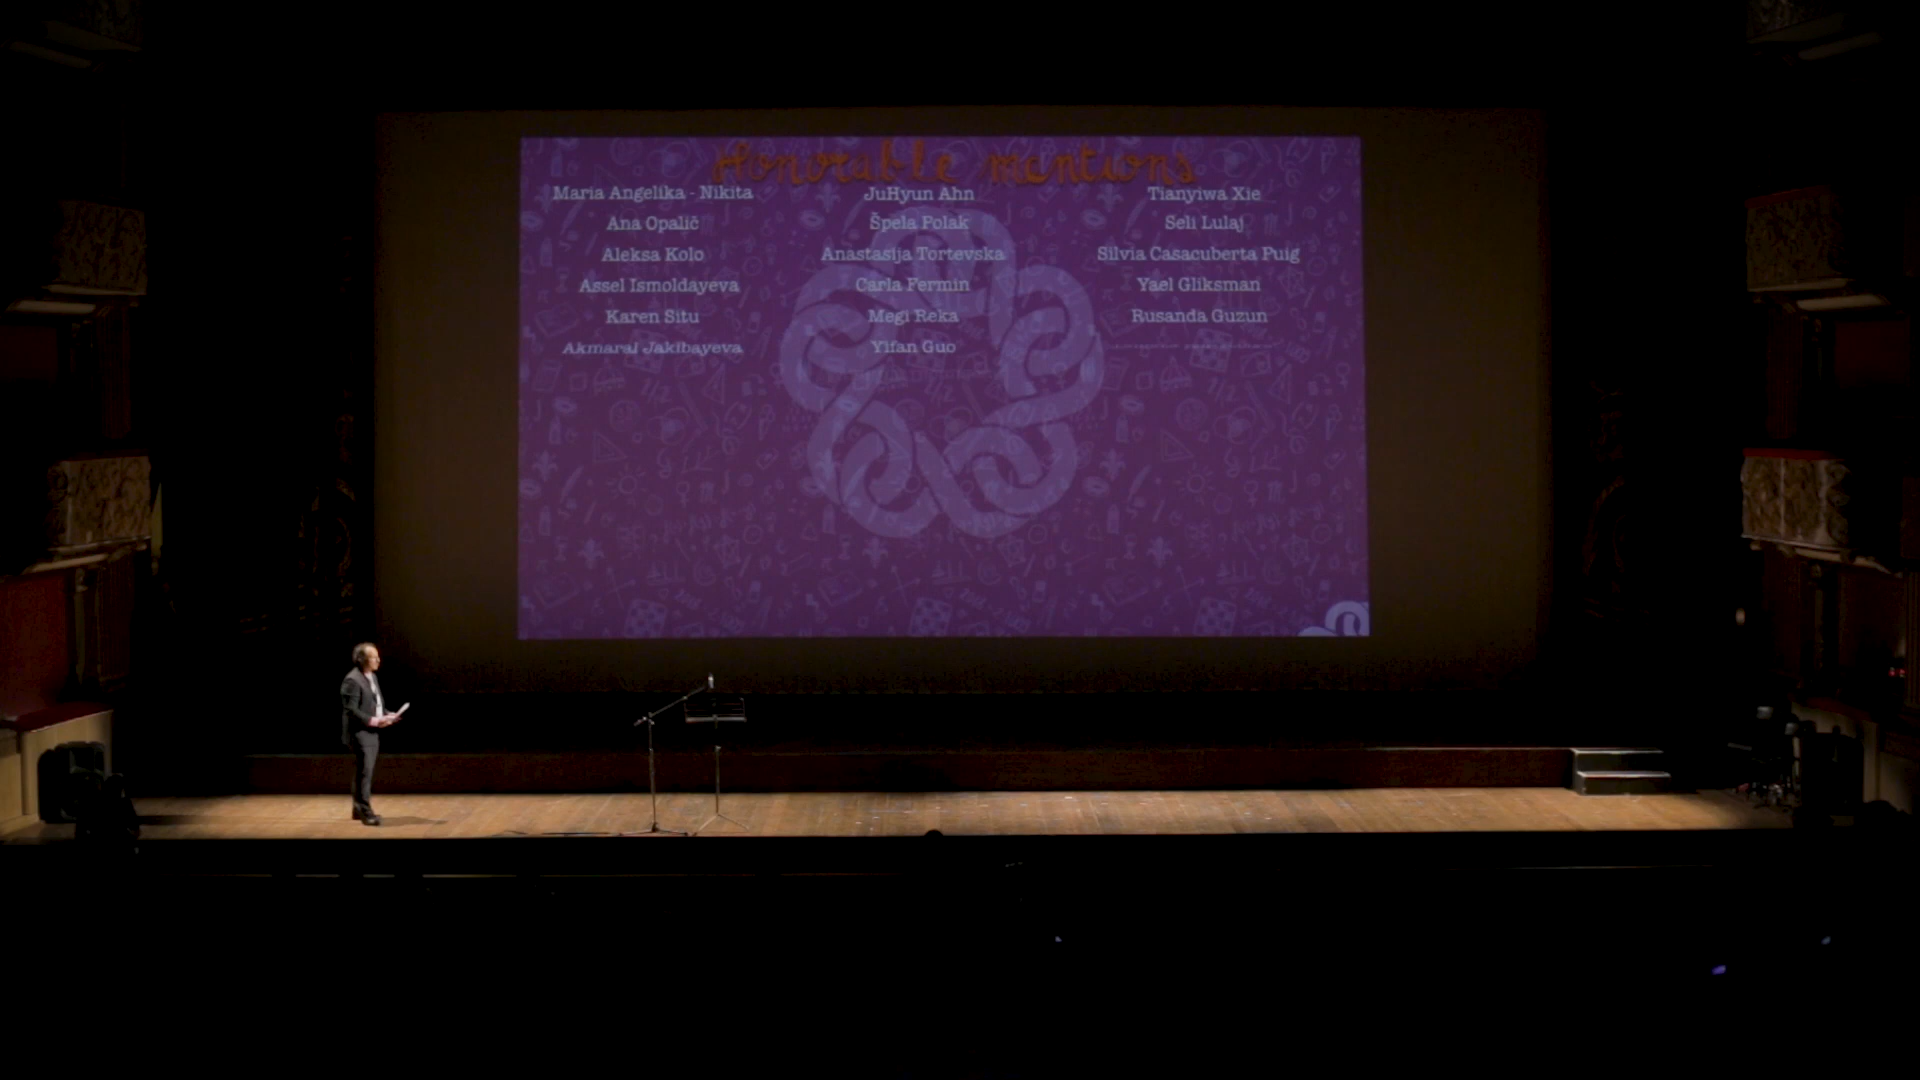 Honorable mentions
Maria Angelika - Nikita
JuHyun Ahn
Tianyiwa Xie
Ana Opalič
Špela Polak
Seli Lulaj
Aleksa Kolo
Anastasija Tortevska
Silvia Casacuberta Puig
Assel Ismoldayeva
Carla Fermin
Yael Gliksman
Karen Situ
Megi Reka
Rusanda Guzun
Akmaral Jakibayeva
Yifan Guo